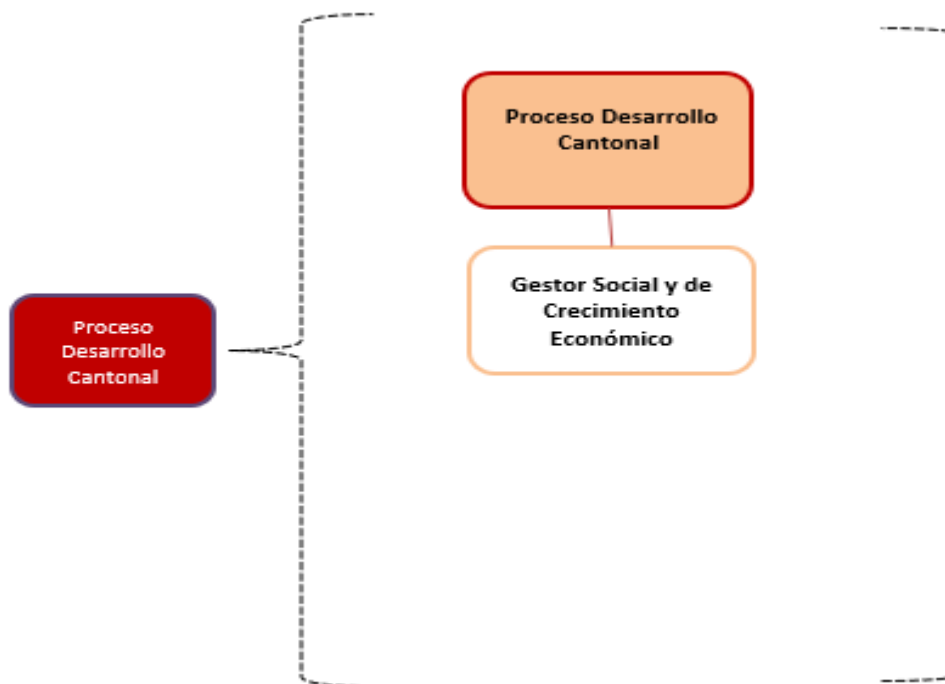 Proceso Desarrollo
Cantonal
Gestor Social y de
Crecimiento
Económico
Proceso
Desarrollo
Cantonal